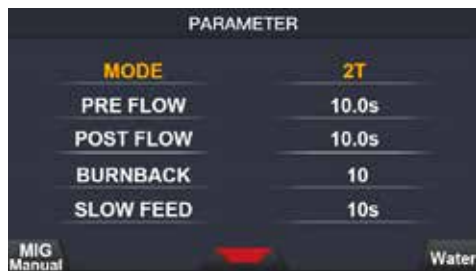 PARAMETER
MODE 2T
PRE FLOW 10.0s
POST FLOW 10.0s
BURNBACK 10
SLOW FEED 10s
MIG
Manual
Water